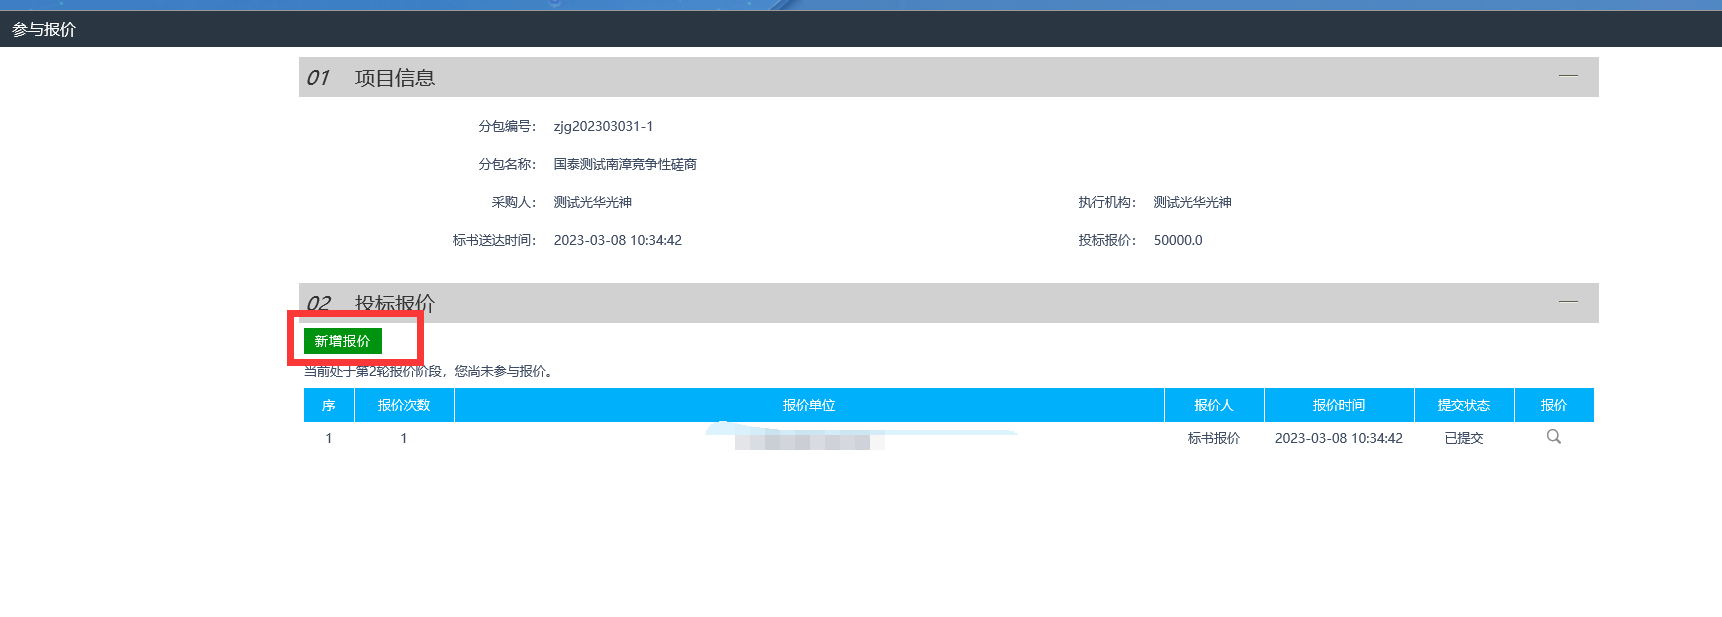 参与报价
01 项目信息
分包编号： zjg202303031-1
分包名称： 国泰测试南漳竞争性磋商
采购人： 测试光华光神 执行机构： 测试光华光神
标书送达时间： 2023-03-08 10:34:42 投标报价： 50000.0
02 投标报价
新增报价
当前处于第2轮报价阶段，您尚未参与报价。
序 报价次数 报价单位 报价人 报价时间 提交状态 报价
1 1 标书报价 2023-03-08 10:34:42 已提交